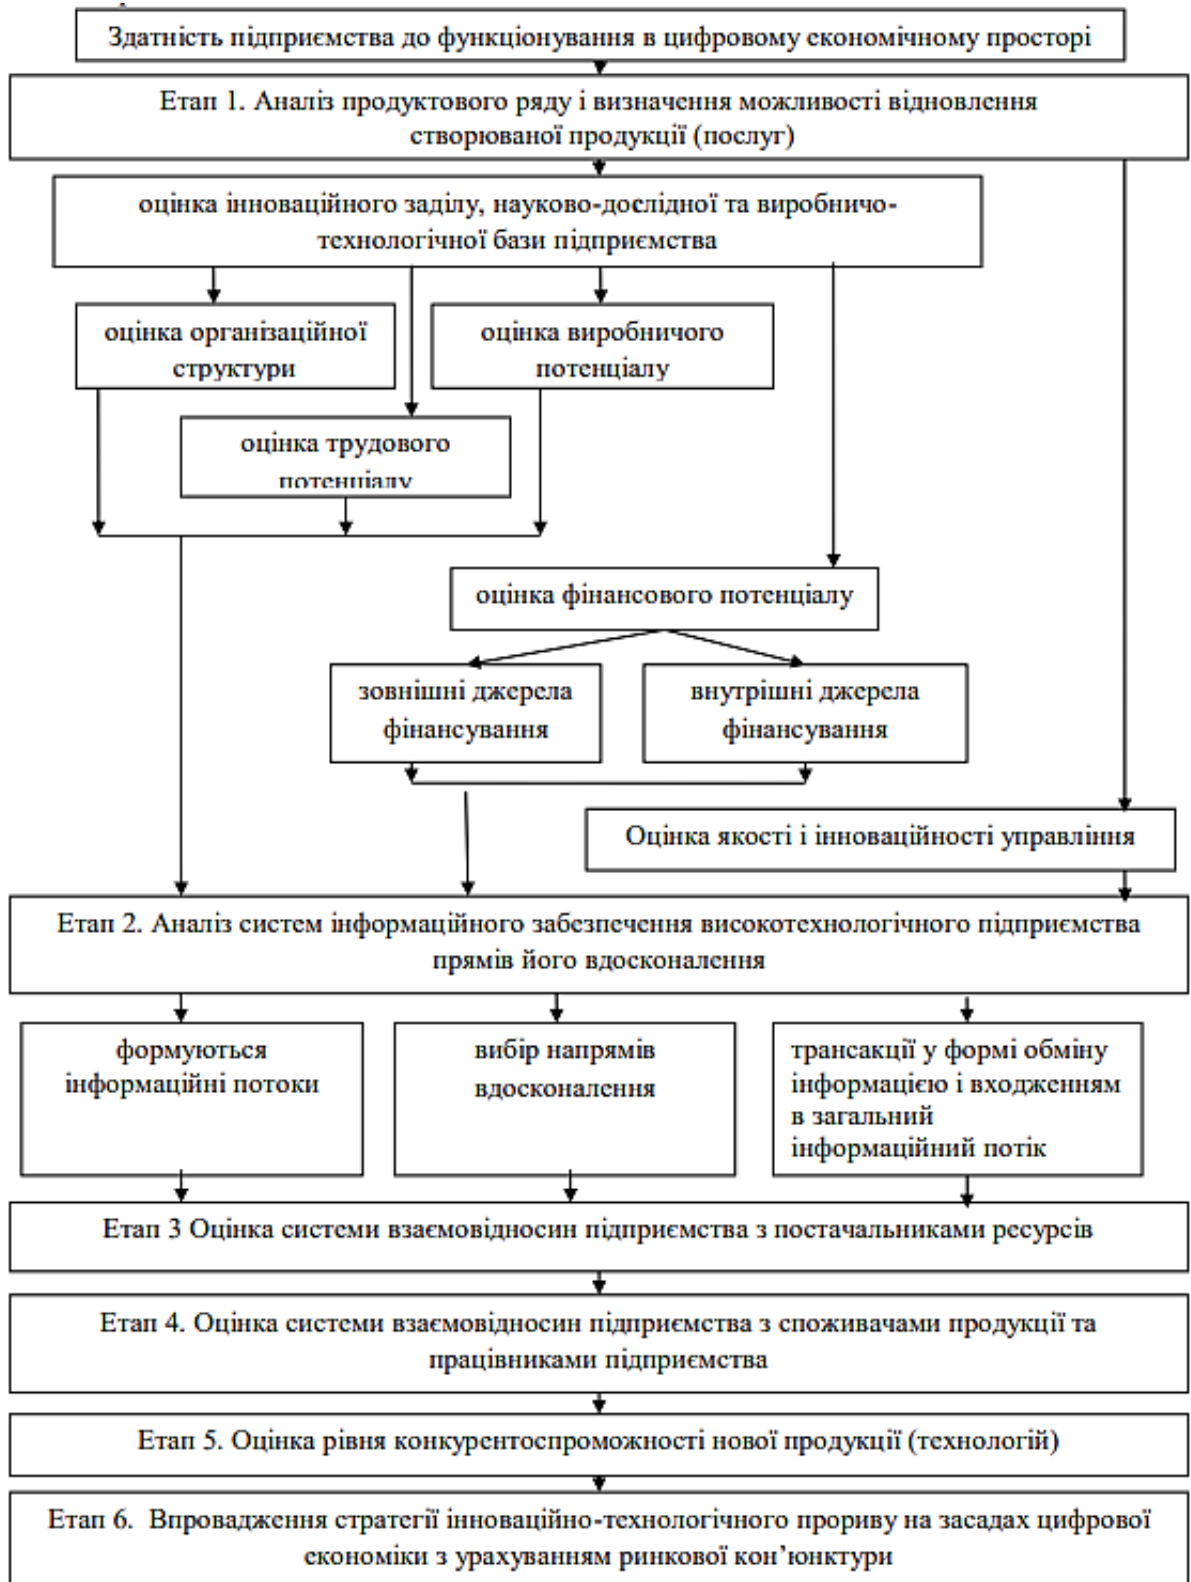 Здатність підприємства до функціонування в цифровому економічному просторі
Етап 1. Аналіз продуктового ряду і визначення можливості відновлення
створюваної продукції (послуг)
оцінка інноваційного заділу, науково-дослідної та виробничо-
технологічної бази підприємства
оцінка організаційної
структури
оцінка виробничого
потенціалу
оцінка трудового
потенціалу
оцінка фінансового потенціалу
зовнішні джерела
фінансування
внутрішні джерела
фінансування
Оцінка якості і інноваційності управління
Етап 2. Аналіз систем інформаційного забезпечення високотехнологічного підприємства
прямів його вдосконалення
формуються
інформаційні потоки
вибір напрямів
вдосконалення
трансакції у формі обміну
інформацією і входженням
в загальний
інформаційний потік
Етап 3 Оцінка системи взаємовідносин підприємства з постачальниками ресурсів
Етап 4. Оцінка системи взаємовідносин підприємства з споживачами продукції та
працівниками підприємства
Етап 5. Оцінка рівня конкурентоспроможності нової продукції (технологій)
Етап 6.  Впровадження стратегії інноваційно-технологічного прориву на засадах цифрової
економіки з урахуванням ринкової кон’юнктури